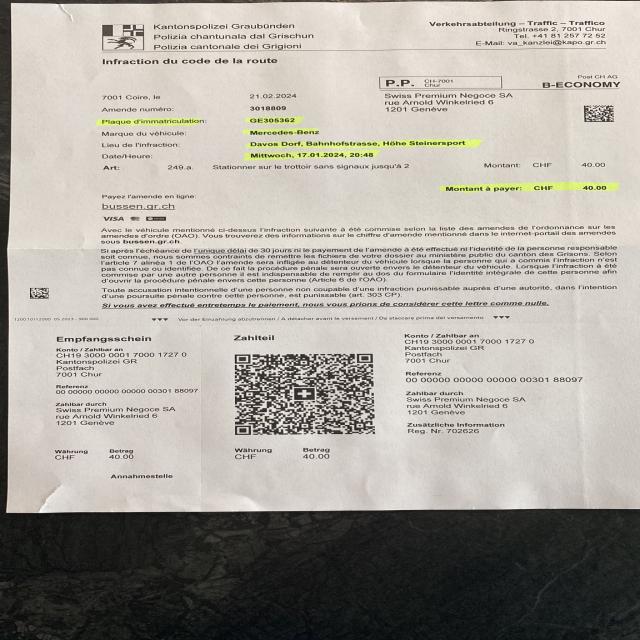 Kantonspolizei Graubünden
Polizia chantunala dal Grischun
Polizia cantonale dei Grigioni
Verkehrsabteilung – Traffic – Traffico
Ringstrasse 2, 7001 Chur
Tel. +41 81 257 72 52
E-Mail: va_kanzlei@kapo.gr.ch
Infraction du code de la route
P.P. CH-7001 Chur
Post CH AG
B-ECONOMY
7001 Coire, le 21.02.2024
Swiss Premium Negoce SA
rue Arnold Winkelried 6
1201 Genève
Amende numéro: 3018809
Plaque d'immatriculation: GE305362
Marque du véhicule: Mercedes-Benz
Lieu de l'infraction: Davos Dorf, Bahnhofstrasse, Höhe Steinersport
Date/Heure: Mittwoch, 17.01.2024, 20:48
Art: 249.a. Stationner sur le trottoir sans signaux jusqu'à 2 Montant: CHF 40.00
Montant à payer: CHF 40.00
Payez l'amende en ligne:
bussen.gr.ch
VISA
Avec le véhicule mentionné ci-dessus l'infraction suivante à été commise selon la liste des amendes de l'ordonnance sur les
amendes d'ordre (OAO). Vous trouverez des informations sur le chiffre d'amende mentionné dans le internet-portail des amendes
sous bussen.gr.ch.
Si après l'échéance de l'unique délai de 30 jours ni le payement de l'amende à été effectué ni l'identité de la personne responsable
soit connue, nous sommes contraints de remettre les fichiers de votre dossier au ministère public du canton des Grisons. Selon
l'article 7 alinéa 1 de l'OAO l'amende sera infligée au détenteur du véhicule lorsque la personne qui a commis l'infraction n'est
pas connue ou identifiée. De ce fait la procédure pénale sera ouverte envers le détenteur du véhicule. Lorsque l'infraction à été
commise par une autre personne il est indispensable de remplir au dos du formulaire l'identité intégrale de cette personne afin
d'ouvrir la procédure pénale envers cette personne (Article 6 de l'OAO).
Toute accusation intentionnelle d'une personne non coupable d'une infraction punissable auprès d'une autorité, dans l'intention
d'une poursuite pénale contre cette personne, est punissable (art. 303 CP).
Si vous avez effectué entretemps le paiement, nous vous prions de considérer cette lettre comme nulle.
Vor der Einzahlung abzutrennen / A détacher avant le versement / Da staccare prima del versamento
Empfangsschein
Konto / Zahlbar an
CH19 3000 0001 7000 1727 0
Kantonspolizei GR
Postfach
7001 Chur
Referenz
00 00000 00000 00000 00301 88097
Zahlbar durch
Swiss Premium Negoce SA
rue Arnold Winkelried 6
1201 Genève
Währung Betrag
CHF 40.00
Annahmestelle
Zahlteil
Währung Betrag
CHF 40.00
Konto / Zahlbar an
CH19 3000 0001 7000 1727 0
Kantonspolizei GR
Postfach
7001 Chur
Referenz
00 00000 00000 00000 00301 88097
Zahlbar durch
Swiss Premium Negoce SA
rue Arnold Winkelried 6
1201 Genève
Zusätzliche Information
Reg. Nr. 702626